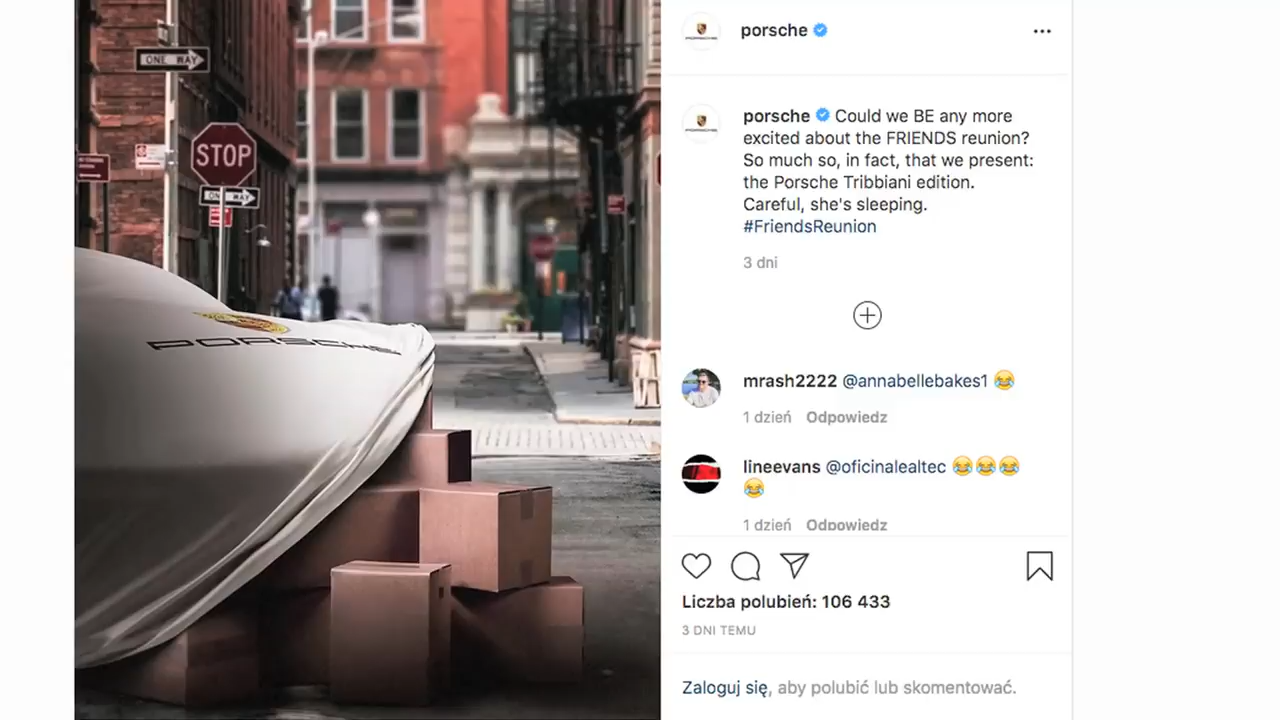 ONE WAY
STOP
ONE WAY
PORSCHE
porsche
porsche Could we BE any more
excited about the FRIENDS reunion?
So much so, in fact, that we present:
the Porsche Tribbiani edition.
Careful, she's sleeping.
#FriendsReunion
3 dni
mrash2222 @annabellebakes1 😂
1 dzień Odpowiedz
lineevans @oficinalealtec 😂😂😂
😂
1 dzień Odpowiedz
Liczba polubień: 106 433
3 DNI TEMU
Zaloguj się, aby polubić lub skomentować.